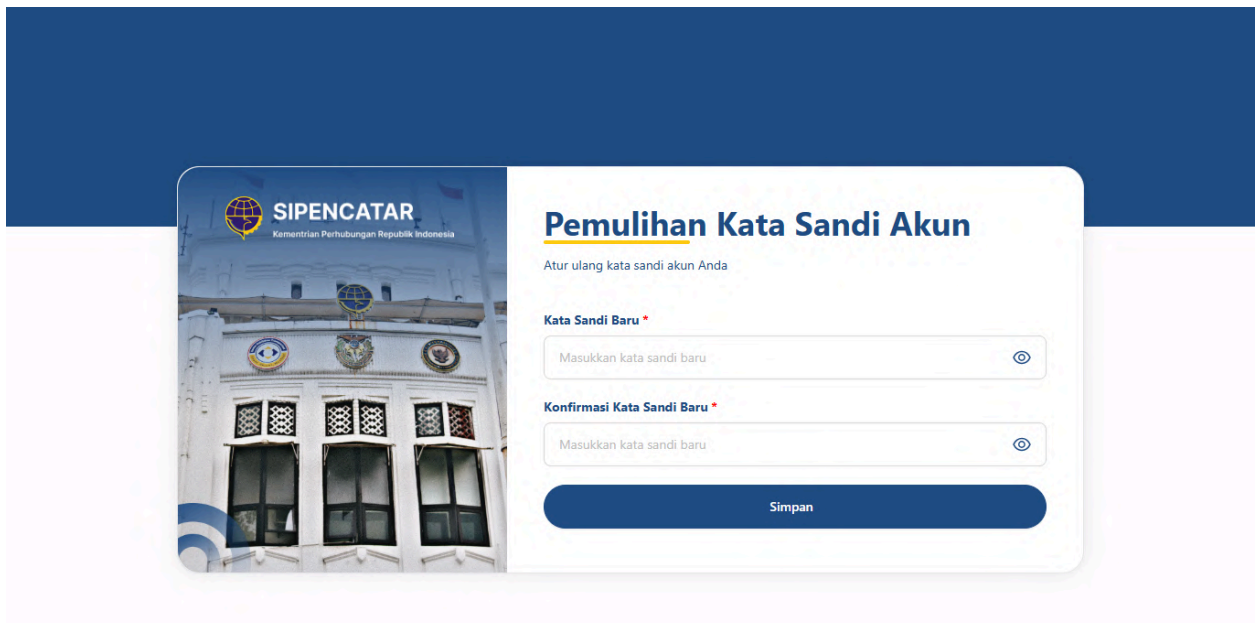 SIPENCATAR
Kementrian Perhubungan Republik Indonesia
Pemulihan Kata Sandi Akun
Atur ulang kata sandi akun Anda
Kata Sandi Baru *
Masukkan kata sandi baru
Konfirmasi Kata Sandi Baru *
Masukkan kata sandi baru
Simpan